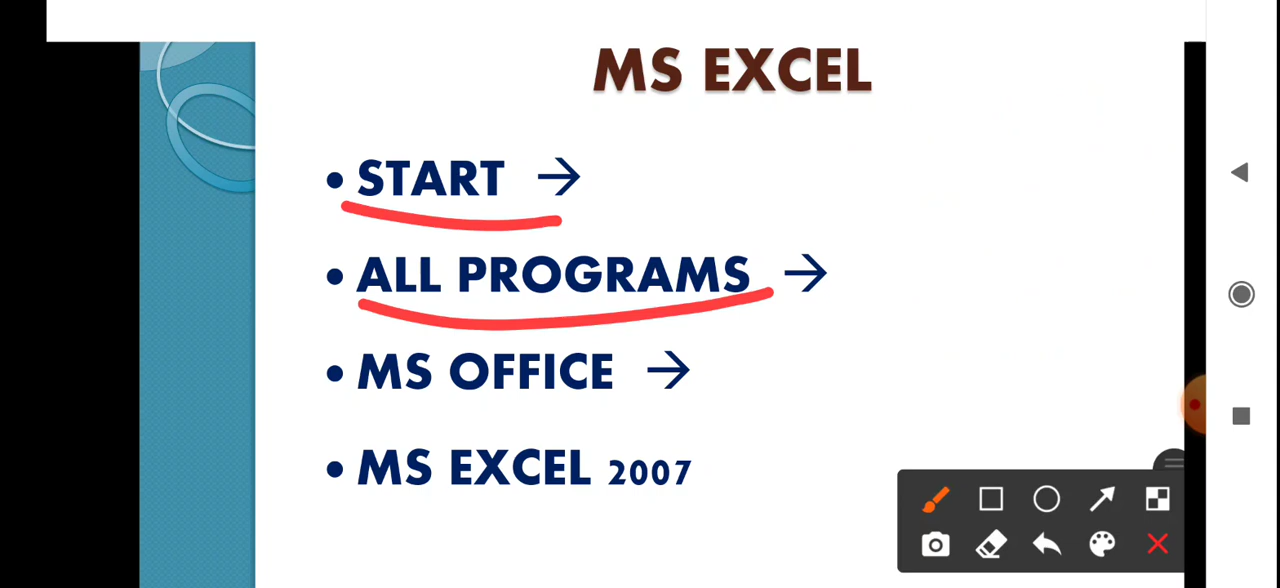 MS EXCEL
• START →
• ALL PROGRAMS →
• MS OFFICE →
• MS EXCEL 2007